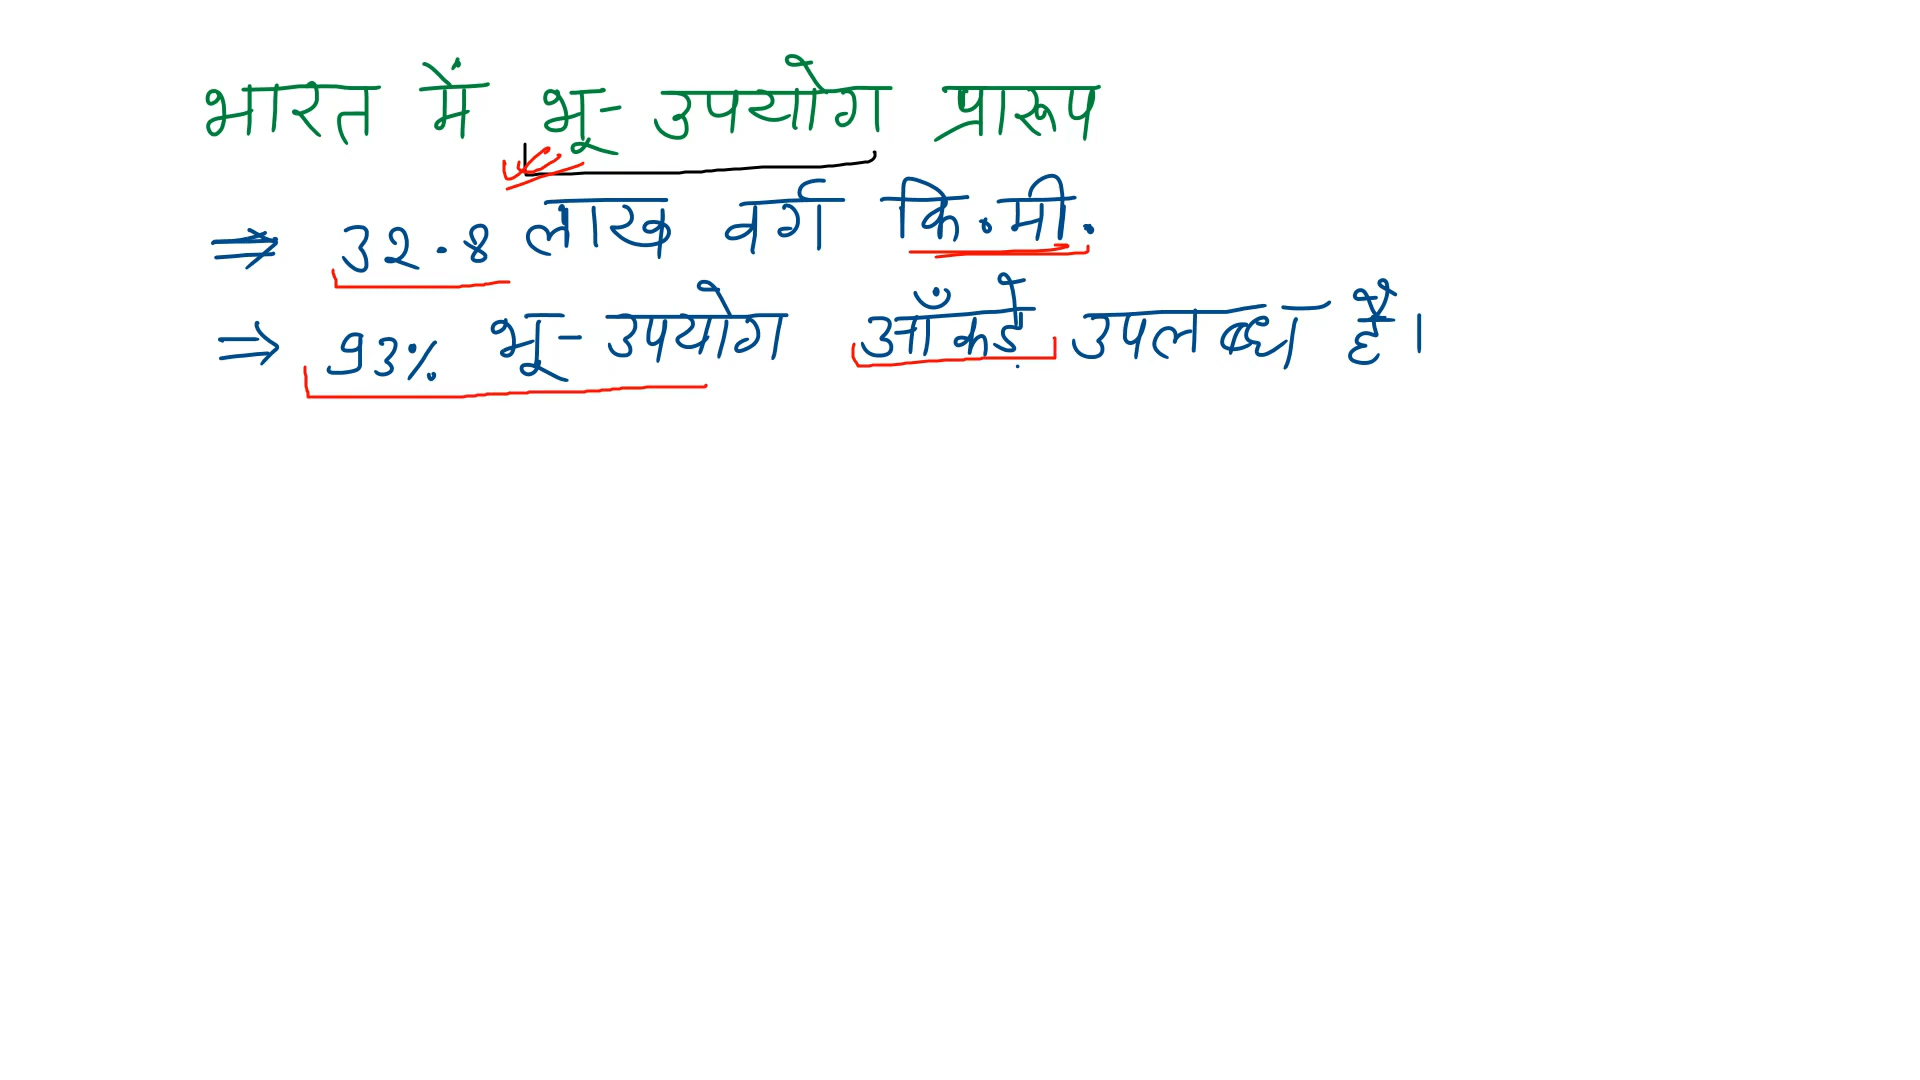 भारत में भू-उपयोग प्रारूप
⇒ 32.8 लाख वर्ग कि.मी.
⇒ 93% भू-उपयोग आँकड़े उपलब्ध हैं।